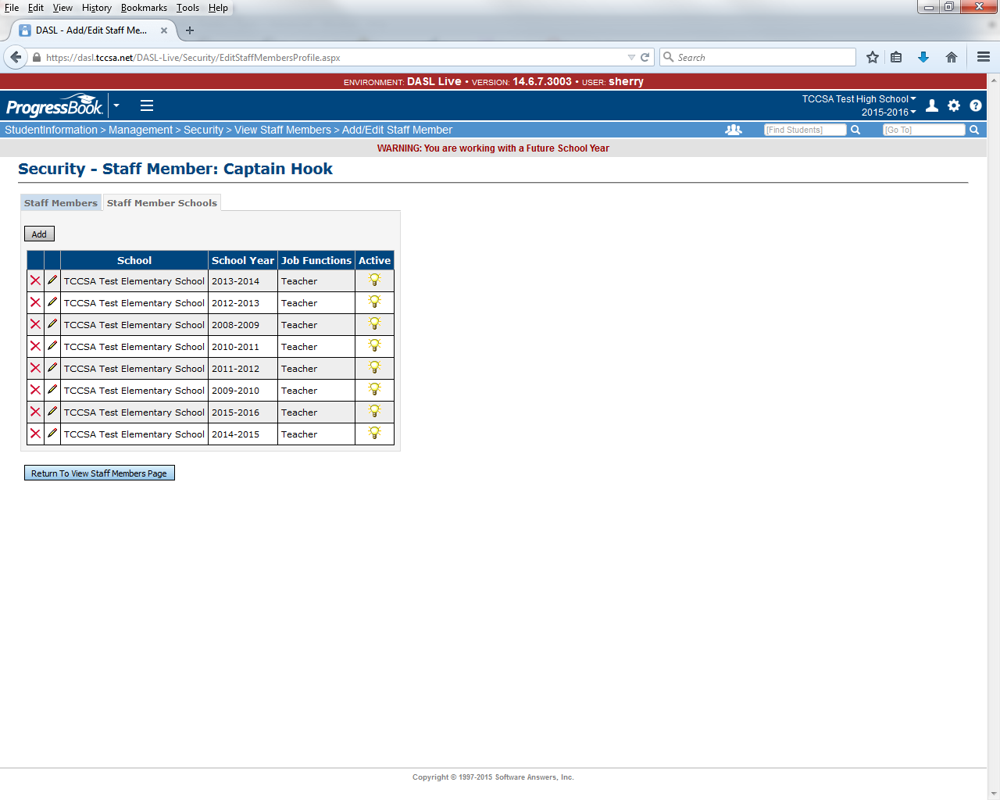 File Edit View History Bookmarks Tools Help
DASL - Add/Edit Staff Me...
https://dasl.tccsa.net/DASL-Live/Security/EditStaffMembersProfile.aspx
Search
ENVIRONMENT: DASL Live • VERSION: 14.6.7.3003 • USER: sherry
ProgressBook
TCCSA Test High School
2015-2016
StudentInformation > Management > Security > View Staff Members > Add/Edit Staff Member
[Find Students]
[Go To]
WARNING: You are working with a Future School Year
Security - Staff Member: Captain Hook
Staff Members Staff Member Schools
Add
School School Year Job Functions Active
TCCSA Test Elementary School 2013-2014 Teacher
TCCSA Test Elementary School 2012-2013 Teacher
TCCSA Test Elementary School 2008-2009 Teacher
TCCSA Test Elementary School 2010-2011 Teacher
TCCSA Test Elementary School 2011-2012 Teacher
TCCSA Test Elementary School 2009-2010 Teacher
TCCSA Test Elementary School 2015-2016 Teacher
TCCSA Test Elementary School 2014-2015 Teacher
Return To View Staff Members Page
Copyright © 1997-2015 Software Answers, Inc.